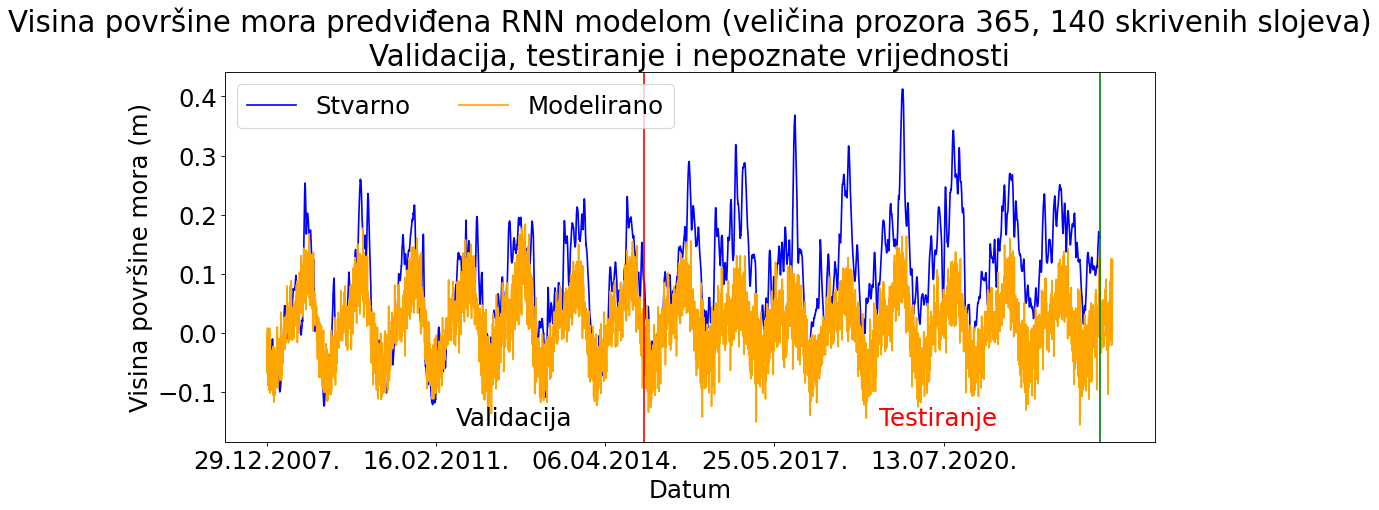 Visina površine mora predviđena RNN modelom (veličina prozora 365, 140 skrivenih slojeva)
Validacija, testiranje i nepoznate vrijednosti
Stvarno
Modelirano
Visina površine mora (m)
0.4
0.3
0.2
0.1
0.0
−0.1
Validacija
Testiranje
29.12.2007.
16.02.2011.
06.04.2014.
25.05.2017.
13.07.2020.
Datum